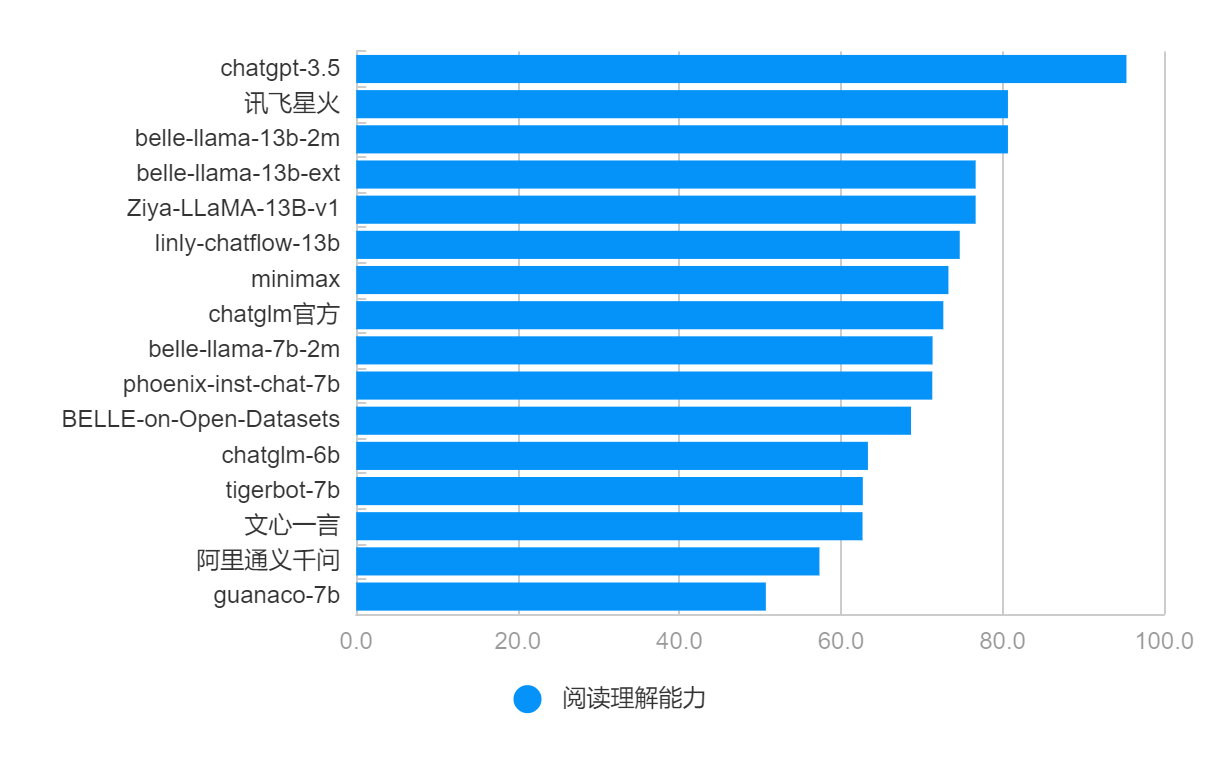 chatgpt-3.5
讯飞星火
belle-llama-13b-2m
belle-llama-13b-ext
Ziya-LLaMA-13B-v1
linly-chatflow-13b
minimax
chatglm官方
belle-llama-7b-2m
phoenix-inst-chat-7b
BELLE-on-Open-Datasets
chatglm-6b
tigerbot-7b
文心一言
阿里通义千问
guanaco-7b
0.0 20.0 40.0 60.0 80.0 100.0
阅读理解能力